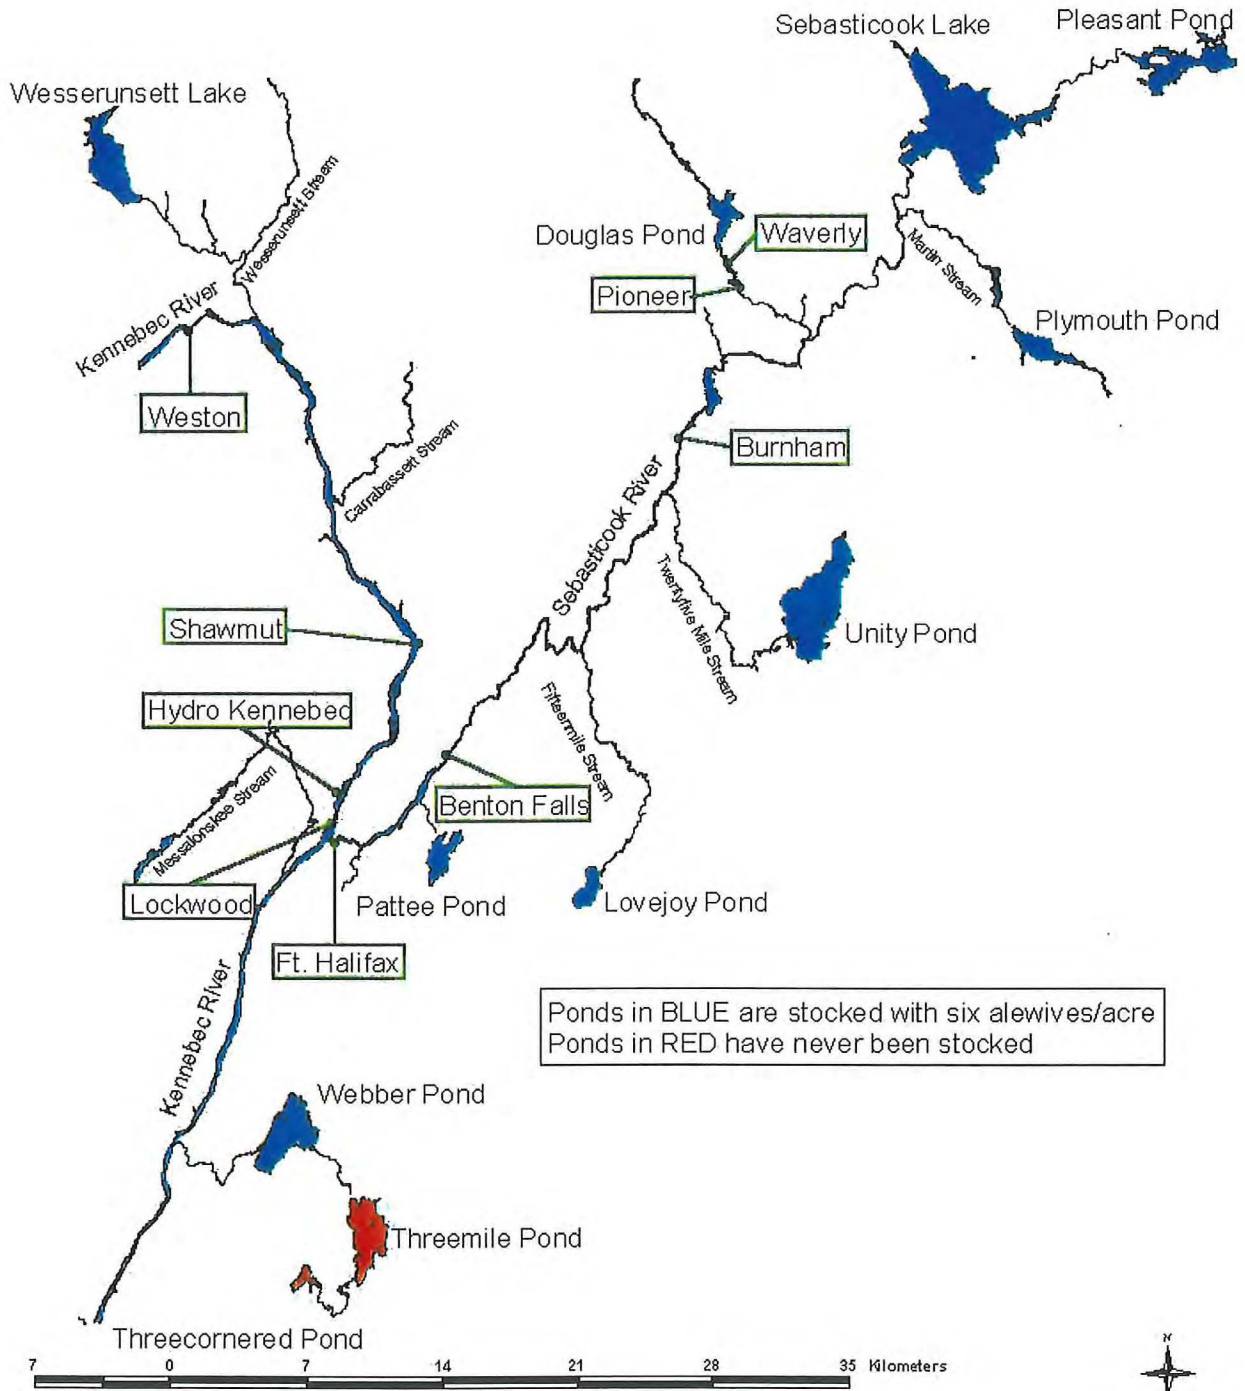 Sebasticook Lake
Pleasant Pond
Wesserunsett Lake
Wesserunsett Stream
Douglas Pond
Waverly
Pioneer
Martin Stream
Plymouth Pond
Kennebec River
Weston
Carrabassett Stream
Burnham
Sebasticook River
Twentyfive Mile Stream
Unity Pond
Shawmut
Hydro Kennebec
Fifteenmile Stream
Messalonskee Stream
Benton Falls
Lockwood
Pattee Pond
Lovejoy Pond
Ft. Halifax
Kennebec River
Ponds in BLUE are stocked with six alewives/acre
Ponds in RED have never been stocked
Webber Pond
Threemile Pond
Threecornered Pond
7 0 7 14 21 28 35 Kilometers
N